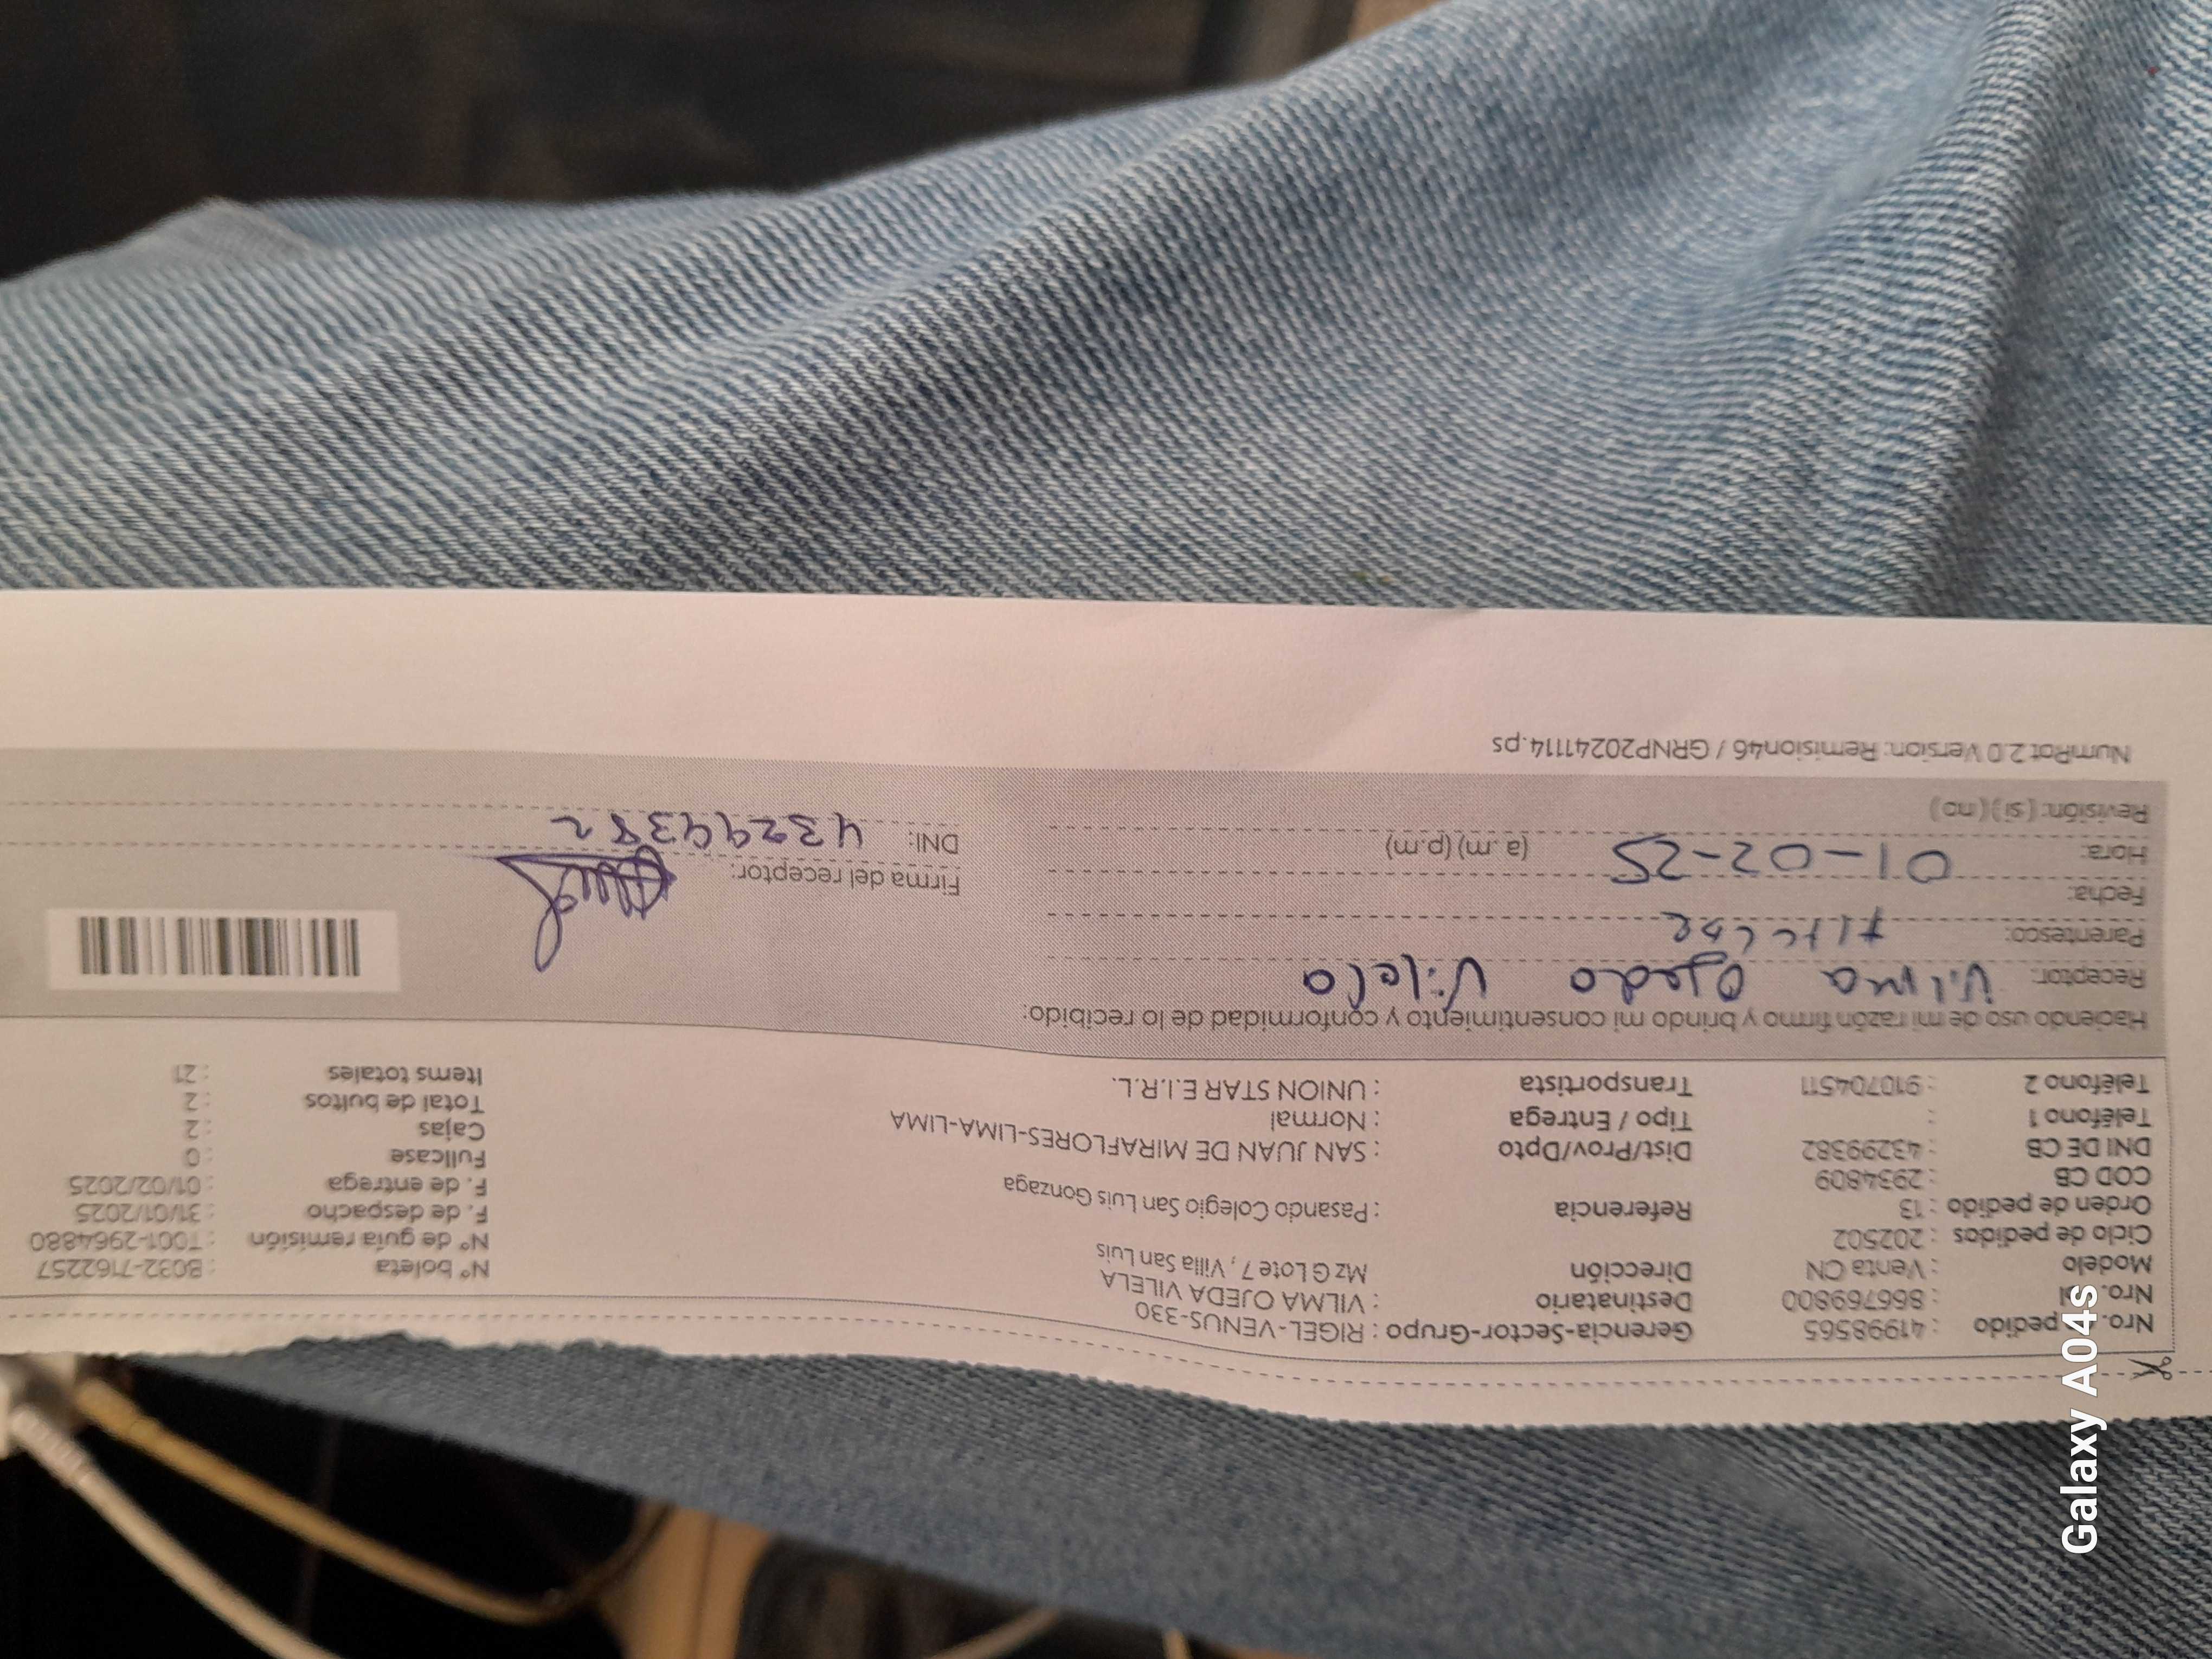 Nro. pedido : 41998565 Gerencia-Sector-Grupo : RIGEL-VENUS-330 N° boleta : B032-7162257
Nro. : 866769800 Destinatario : VILMA OJEDA VILELA N° de guía remisión : T001-2964880
Modelo : Venta CN Dirección Mz G Lote 7 , Villa San Luis F. de despacho : 31/01/2025
Ciclo de pedidos : 202502 F. de entrega : 01/02/2025
Orden de pedido : 13 Referencia : Pasando Colegio San Luis Gonzaga Fullcase : 0
COD CB : 2934809 Cajas : 2
DNI DE CB : 43299382 Dist/Prov/Dpto : SAN JUAN DE MIRAFLORES-LIMA-LIMA Total de bultos : 2
Teléfono 1 : Tipo / Entrega : Normal Items totales : 21
Teléfono 2 : 910704511 Transportista : UNION STAR E.I.R.L.
Haciendo uso de mi razón firmo y brindo mi consentimiento y conformidad de lo recibido:
Receptor: Vilma Ojeda Vilela
Parentesco:
Fecha: Firma del receptor:
Hora: 01-02-25 (a.m) (p.m) DNI:
Revisión: (si) (no)
NumRot 2.0 Version: Remision46 / GRNP20241114.ps
Galaxy A04s